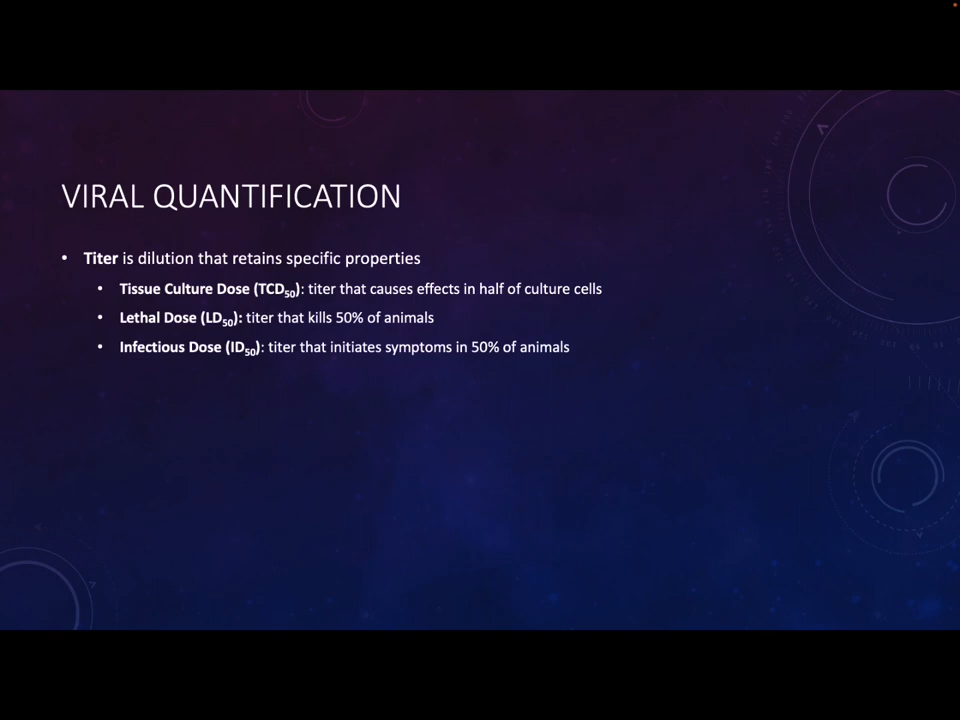 VIRAL QUANTIFICATION
• Titer is dilution that retains specific properties
• Tissue Culture Dose (TCD50): titer that causes effects in half of culture cells
• Lethal Dose (LD50): titer that kills 50% of animals
• Infectious Dose (ID50): titer that initiates symptoms in 50% of animals